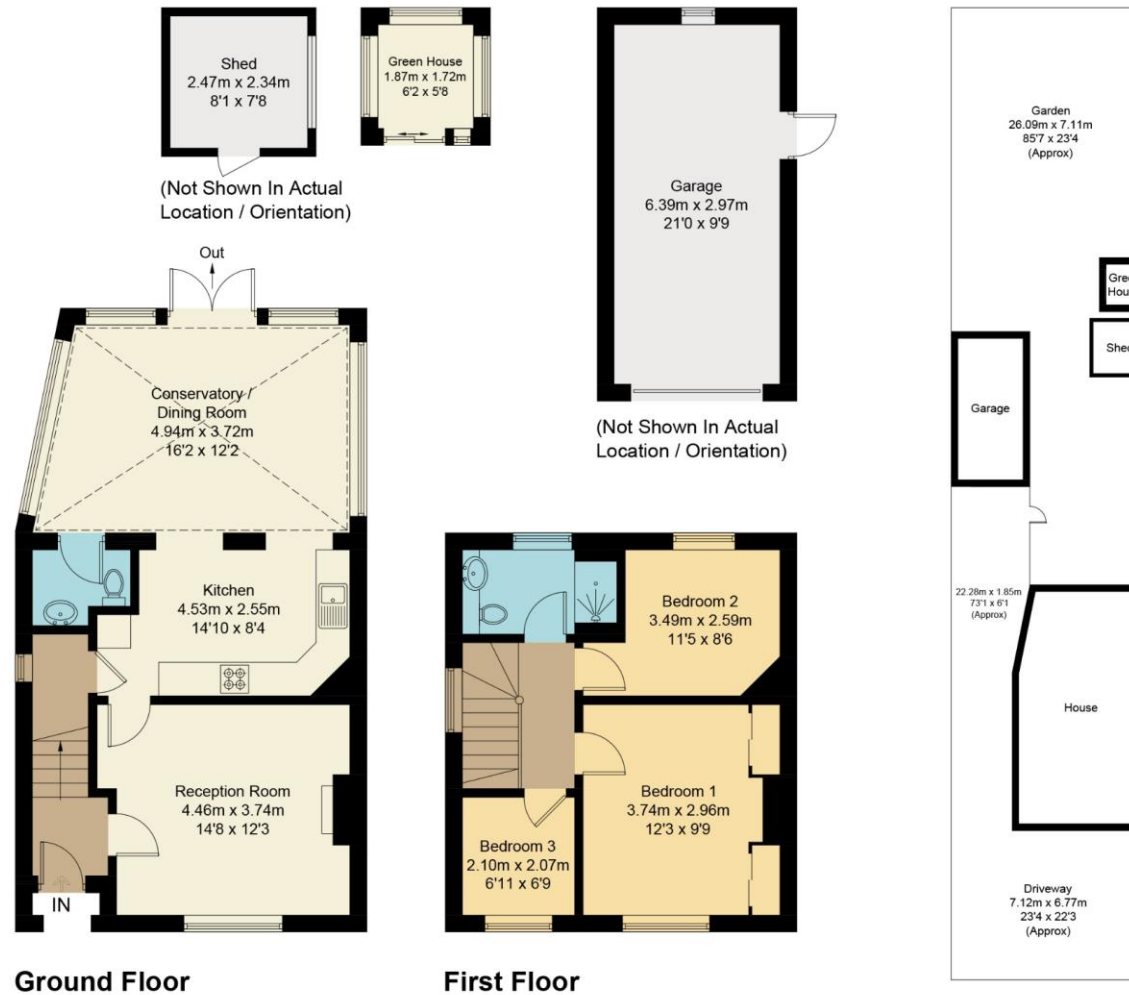 Shed
2.47m x 2.34m
8'1 x 7'8
(Not Shown In Actual
Location / Orientation)
Green House
1.87m x 1.72m
6'2 x 5'8
Garage
6.39m x 2.97m
21'0 x 9'9
(Not Shown In Actual
Location / Orientation)
Out
Conservatory /
Dining Room
4.94m x 3.72m
16'2 x 12'2
Kitchen
4.53m x 2.55m
14'10 x 8'4
Reception Room
4.46m x 3.74m
14'8 x 12'3
IN
Ground Floor
Bedroom 2
3.49m x 2.59m
11'5 x 8'6
Bedroom 1
3.74m x 2.96m
12'3 x 9'9
Bedroom 3
2.10m x 2.07m
6'11 x 6'9
First Floor
Garden
26.09m x 7.11m
85'7 x 23'4
(Approx)
Gree
Hou
Shed
Garage
22.28m x 1.85m
73'1 x 6'1
(Approx)
House
Driveway
7.12m x 6.77m
23'4 x 22'3
(Approx)